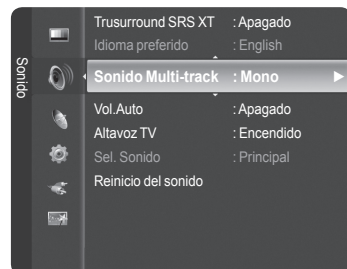 Sonido
Trusurround SRS XT : Apagado
Idioma preferido : English
Sonido Multi-track : Mono
Vol.Auto : Apagado
Altavoz TV : Encendido
Sel. Sonido : Principal
Reinicio del sonido